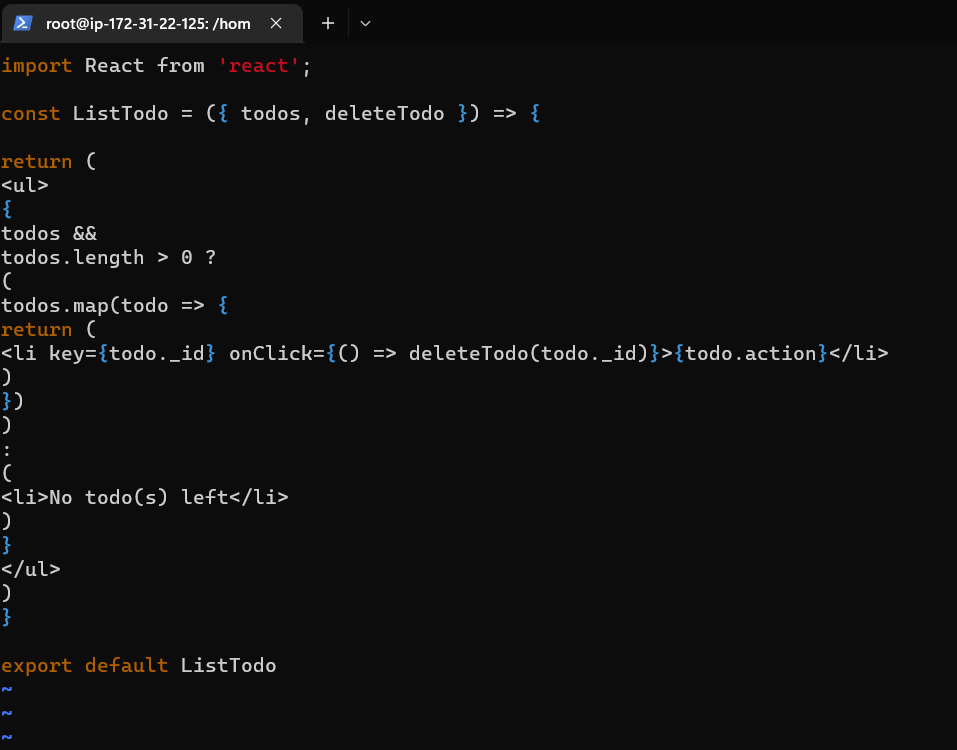 root@ip-172-31-22-125: /hom
import React from 'react';
const ListTodo = ({ todos, deleteTodo }) => {
return (
<ul>
{
todos &&
todos.length > 0 ?
(
todos.map(todo => {
return (
<li key={todo._id} onClick={() => deleteTodo(todo._id)}>{todo.action}</li>
)
})
)
:
(
<li>No todo(s) left</li>
)
}
</ul>
)
}
export default ListTodo
~
~
~